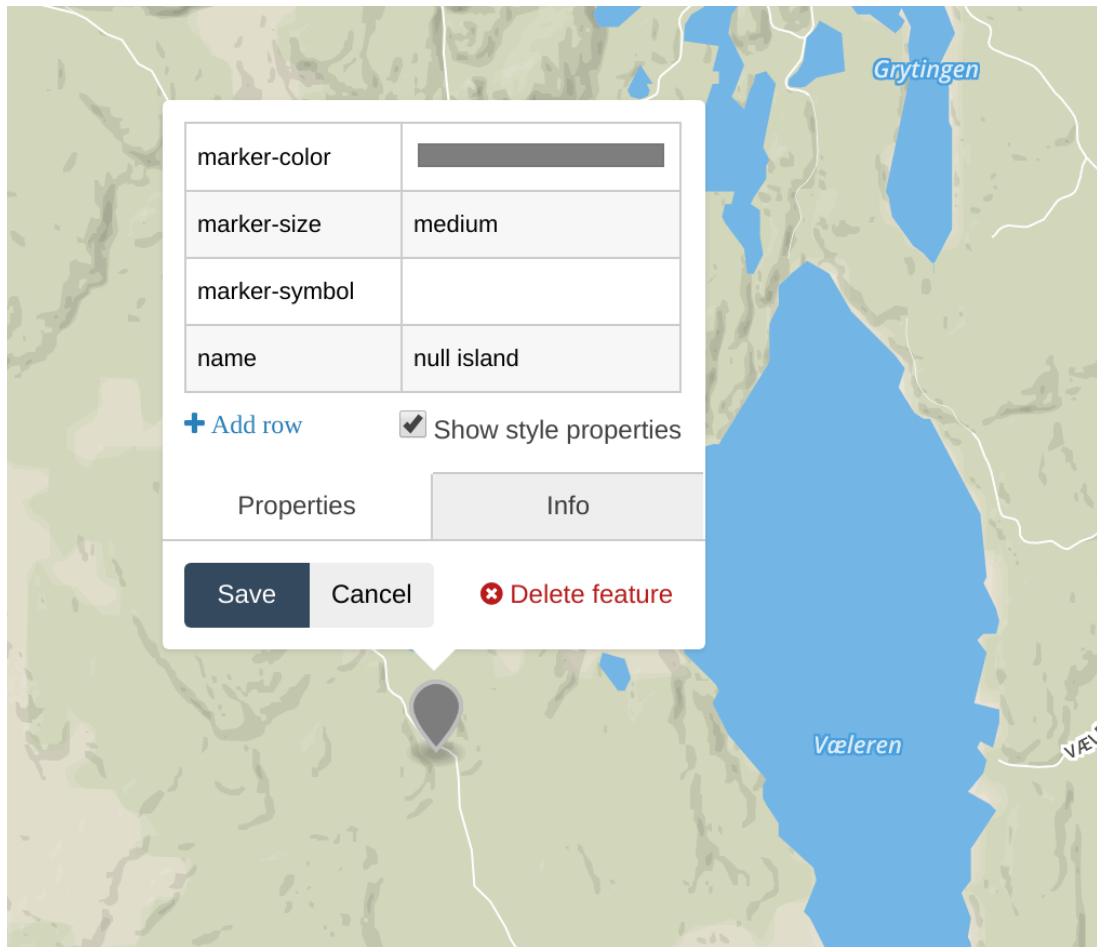 Grytingen
marker-color
marker-size medium
marker-symbol
name null island
Add row Show style properties
Properties Info
Save Cancel Delete feature
Væleren